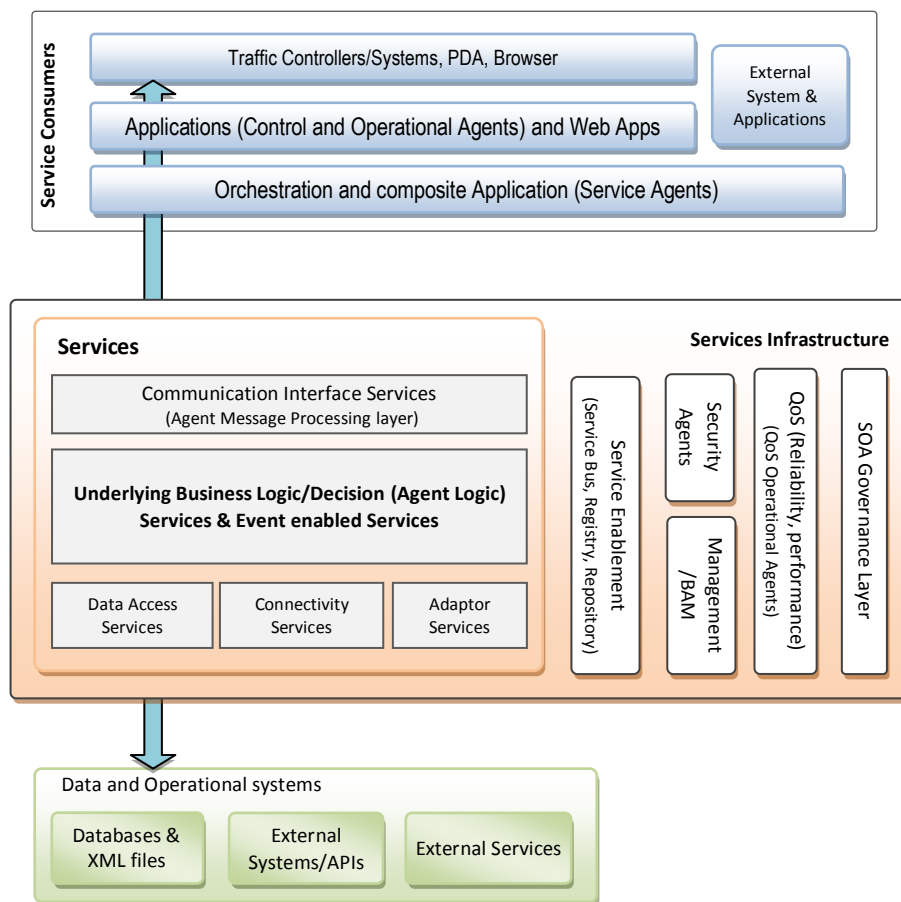 Service Consumers
Traffic Controllers/Systems, PDA, Browser
External
System &
Applications
Applications (Control and Operational Agents) and Web Apps
Orchestration and composite Application (Service Agents)
Services Infrastructure
Services
Communication Interface Services
(Agent Message Processing layer)
Underlying Business Logic/Decision (Agent Logic)
Services & Event enabled Services
Data Access
Services
Connectivity
Services
Adaptor
Services
Service Enablement
(Service Bus, Registry, Repository)
Security
Agents
Management
/BAM
QoS (Reliability, performance)
(QoS Operational Agents)
SOA Governance Layer
Data and Operational systems
Databases &
XML files
External
Systems/APIs
External Services